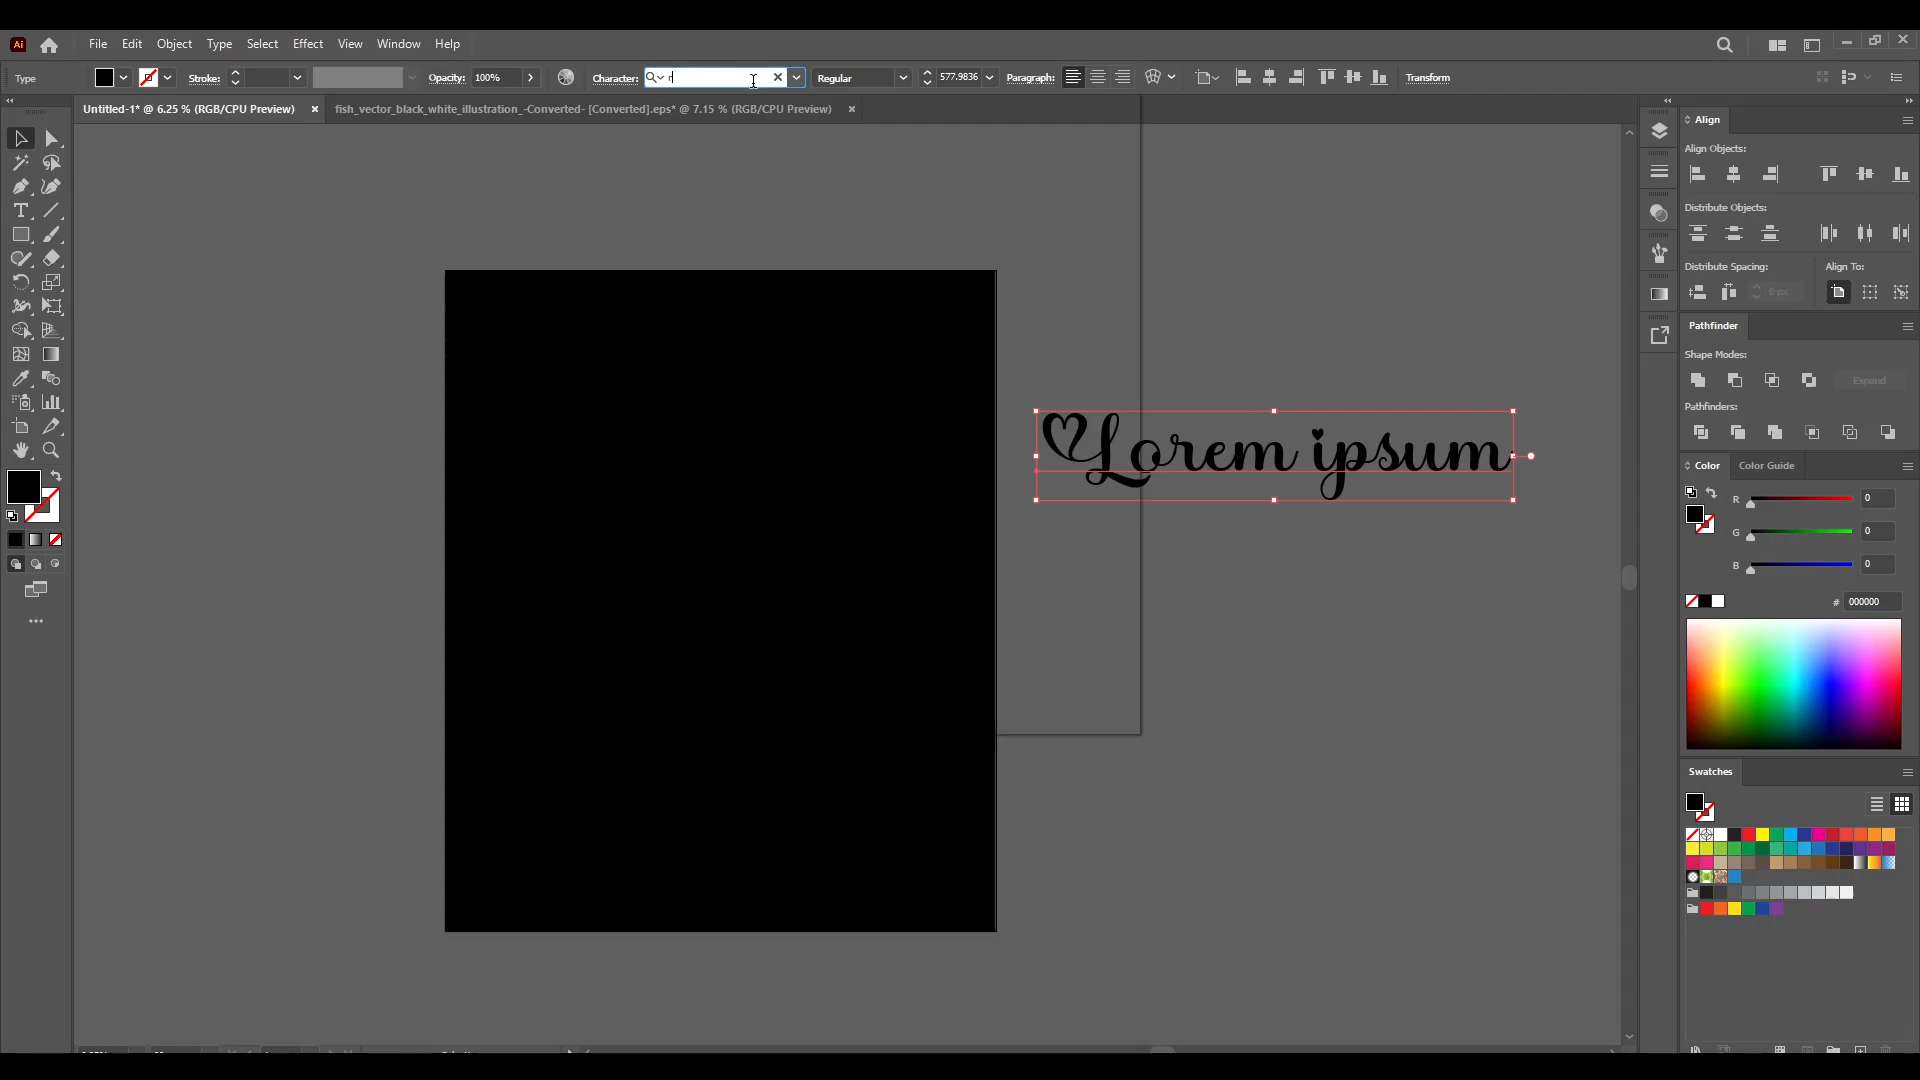 Ai File Edit Object Type Select Effect View Window Help
Type Stroke: Opacity: 100% Character: r Regular 577.9836 Paragraph: Transform
Untitled-1* @ 6.25 % (RGB/CPU Preview) fish_vector_black_white_illustration_-Converted- [Converted].eps* @ 7.15 % (RGB/CPU Preview)
Align
Align Objects:
Distribute Objects:
Distribute Spacing: Align To:
0 px
Pathfinder
Shape Modes:
Expand
Pathfinders:
Lorem ipsum
Color Color Guide
R 0
G 0
B 0
# 000000
Swatches